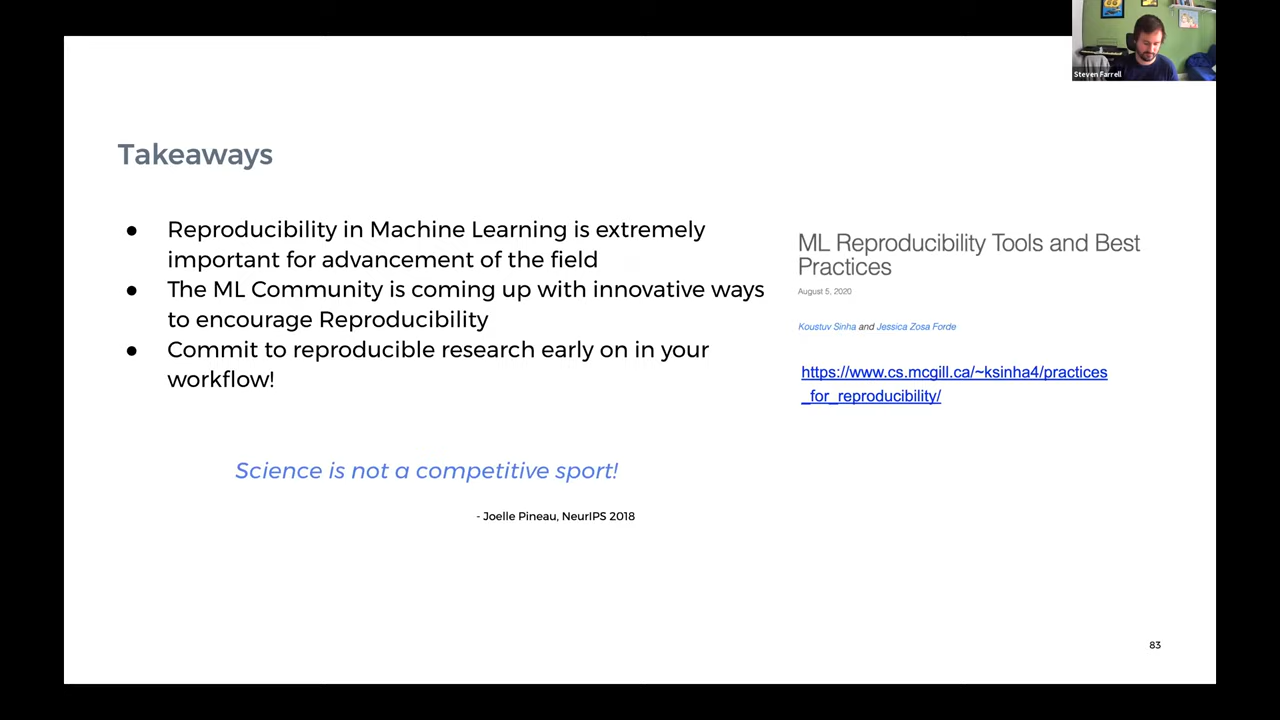 Steven Farrell
Takeaways
● Reproducibility in Machine Learning is extremely
important for advancement of the field
● The ML Community is coming up with innovative ways
to encourage Reproducibility
● Commit to reproducible research early on in your
workflow!
Science is not a competitive sport!
- Joelle Pineau, NeurIPS 2018
ML Reproducibility Tools and Best
Practices
August 5, 2020
Koustuv Sinha and Jessica Zosa Forde
https://www.cs.mcgill.ca/~ksinha4/practices
_for_reproducibility/
83